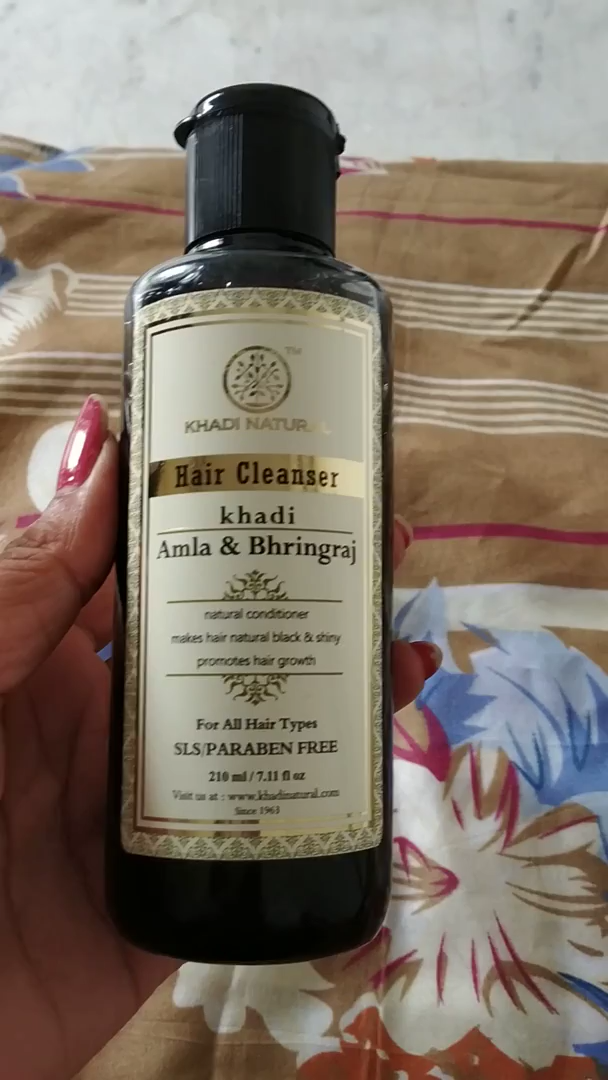 TM
KHADI NATURAL
Hair Cleanser
khadi
Amla & Bhringraj
natural conditioner
makes hair natural black & shiny
promotes hair growth
For All Hair Types
SLS/PARABEN FREE
210 ml / 7.11 fl oz
Visit us at : www.khadinatural.com
Since 1963